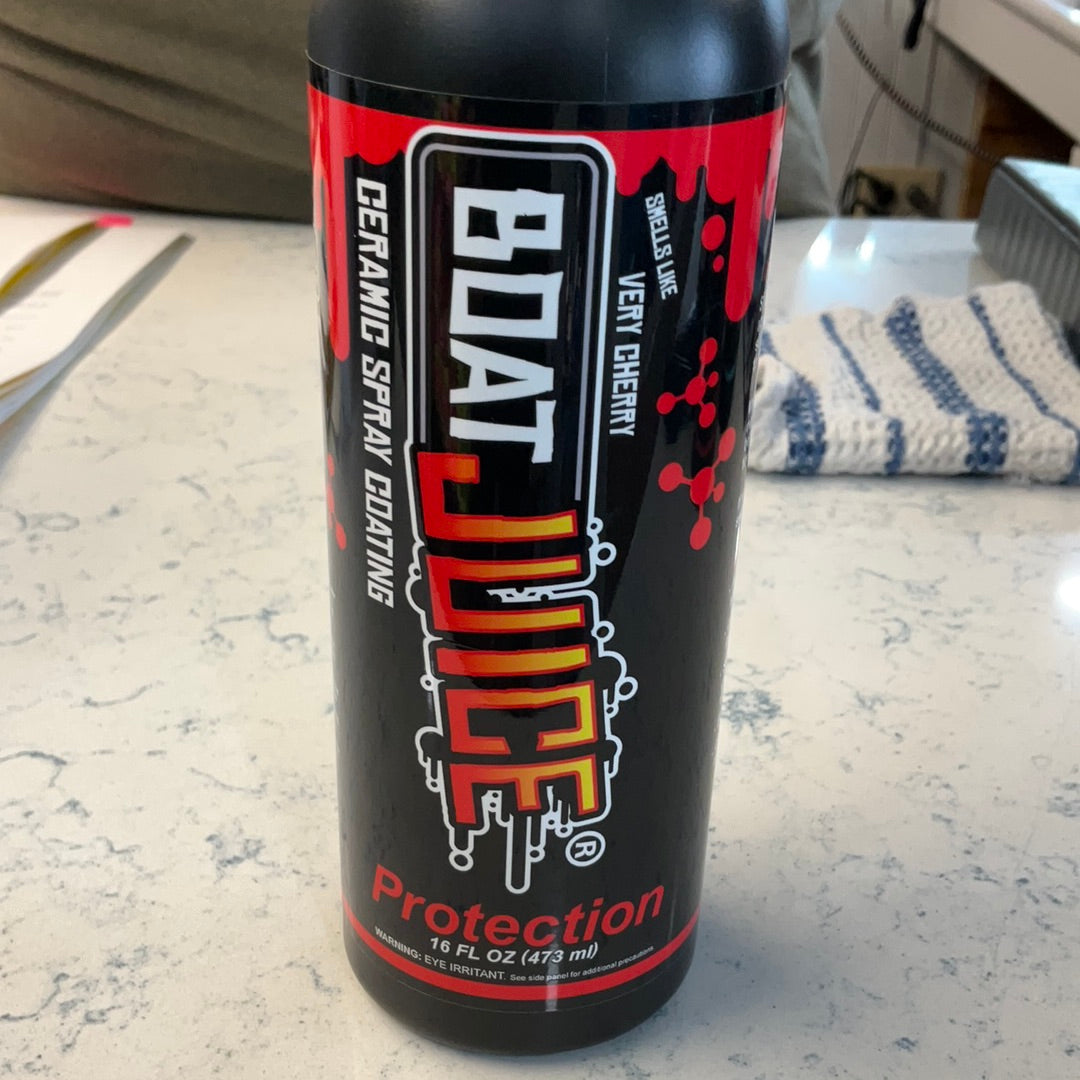 SMELLS LIKE
VERY CHERRY
BOAT JUICE®
CERAMIC SPRAY COATING
Protection
16 FL OZ (473 ml)
WARNING: EYE IRRITANT. See side panel for additional precautions.